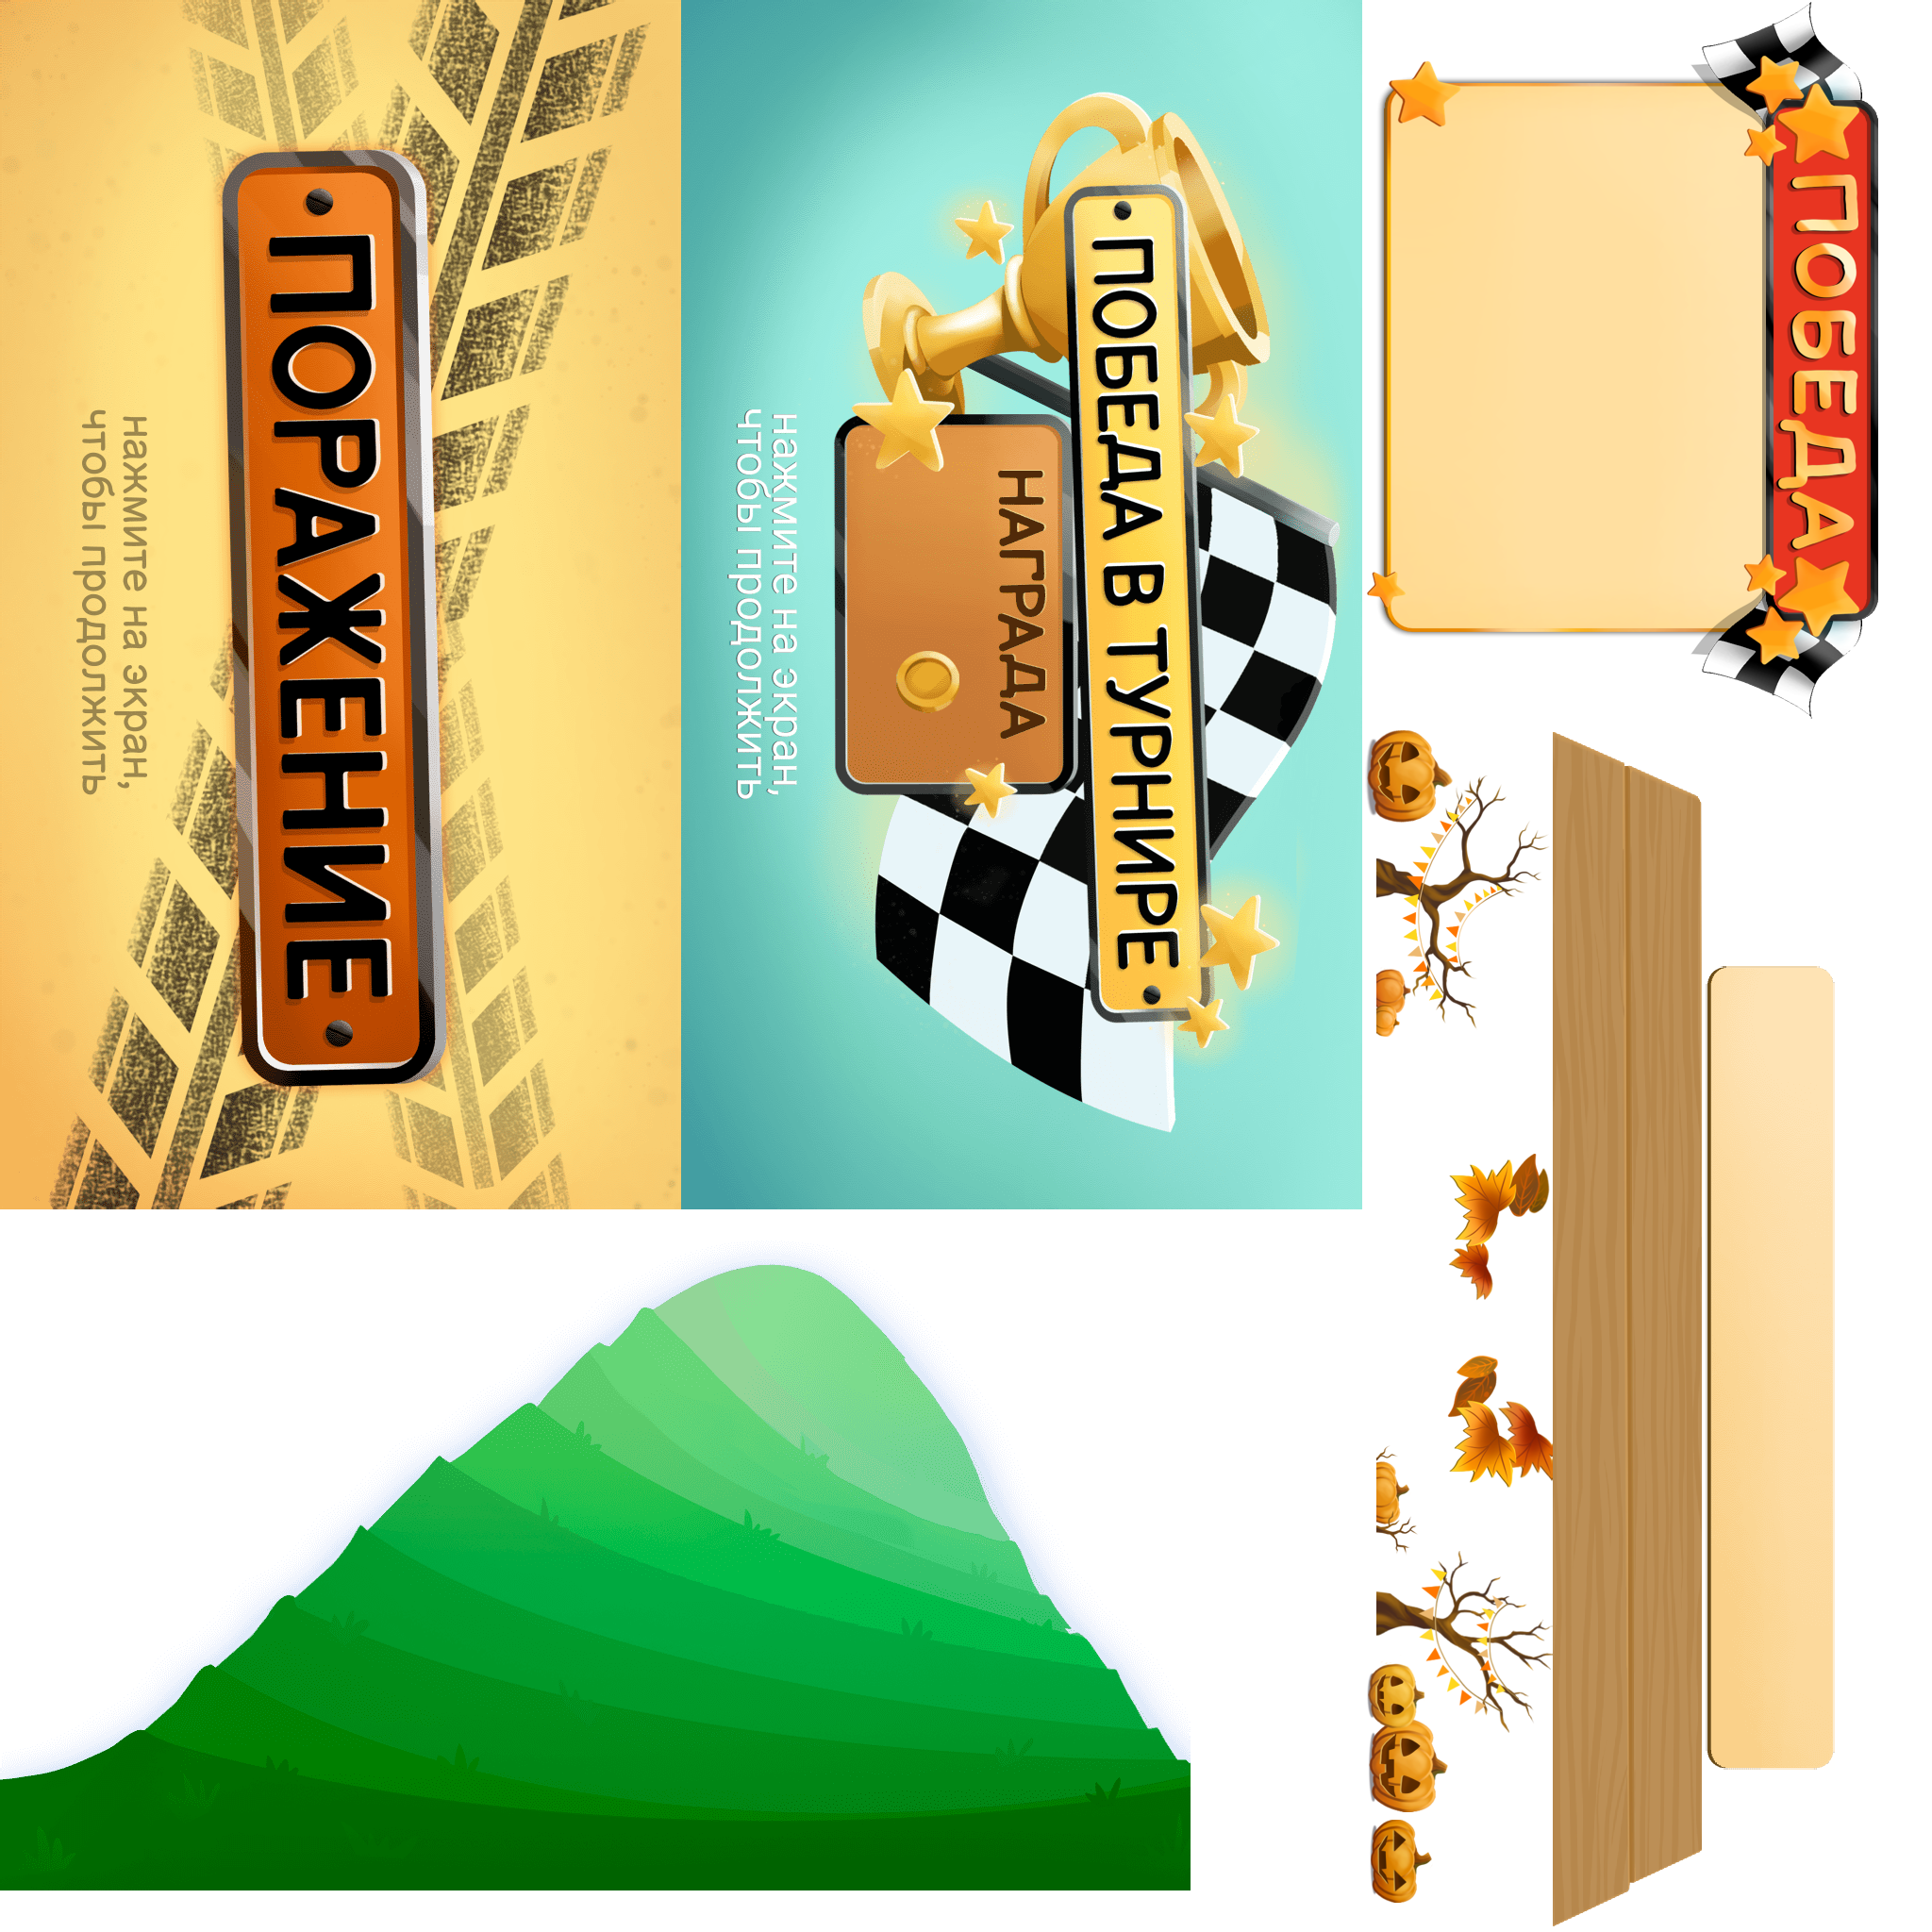 ПОРАЖЕНИЕ
нажмите на экран,
чтобы продолжить
ПОБЕДА В ТУРНИРЕ
НАГРАДА
нажмите на экран,
чтобы продолжить
ПОБЕДА